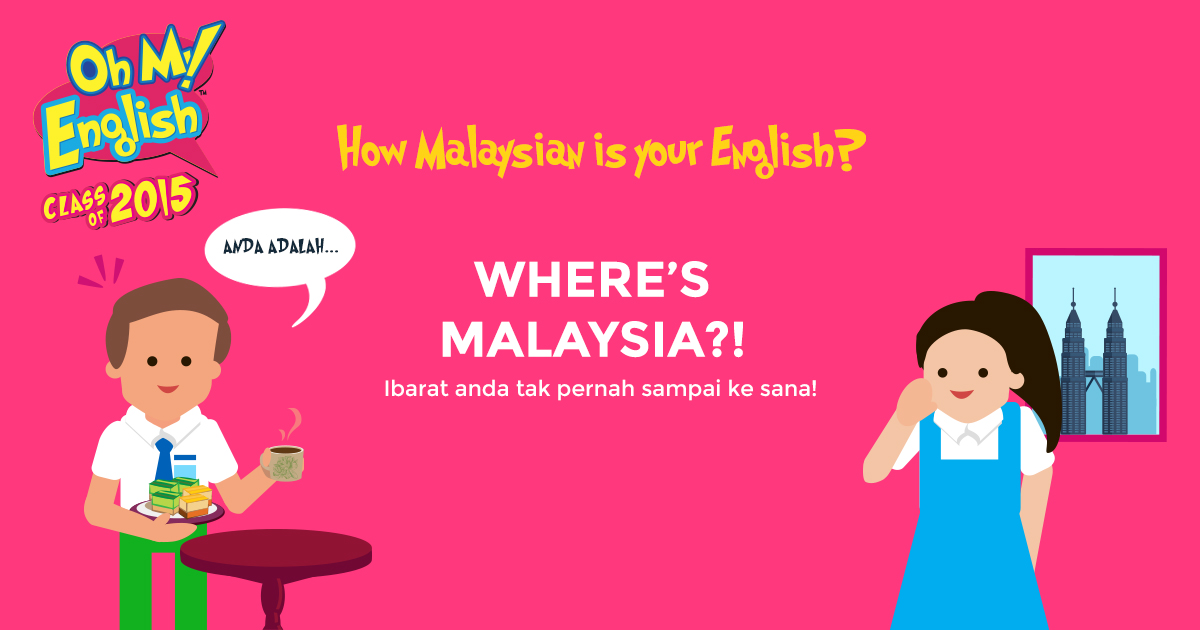 Oh My!
English™
CLASS OF 2015
How Malaysian is your English?
ANDA ADALAH...
WHERE'S
MALAYSIA?!
Ibarat anda tak pernah sampai ke sana!